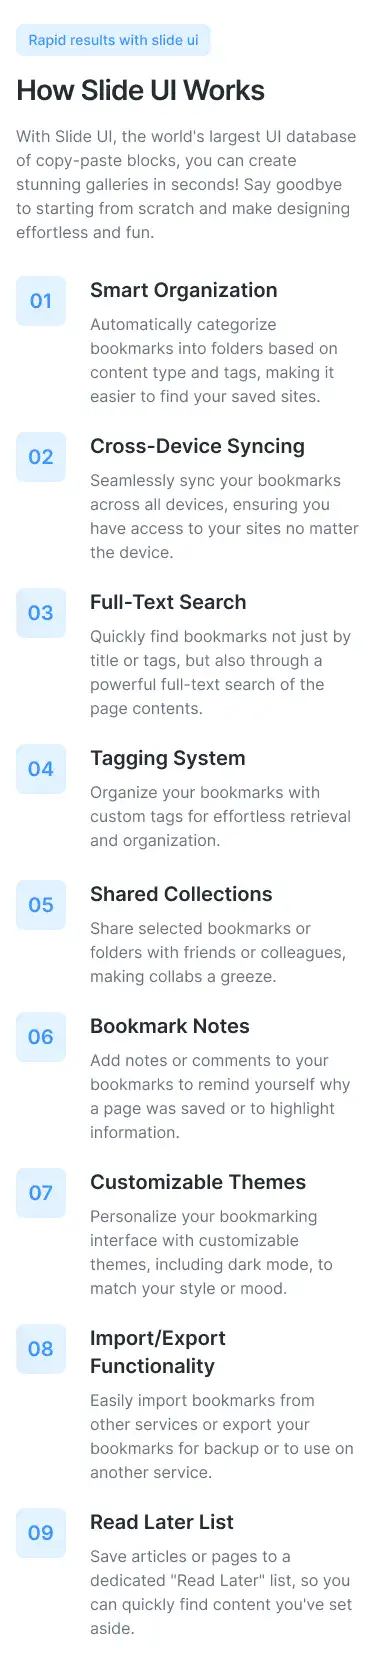 Rapid results with slide ui
How Slide UI Works
With Slide UI, the world's largest UI database
of copy-paste blocks, you can create
stunning galleries in seconds! Say goodbye
to starting from scratch and make designing
effortless and fun.
01
Smart Organization
Automatically categorize
bookmarks into folders based on
content type and tags, making it
easier to find your saved sites.
02
Cross-Device Syncing
Seamlessly sync your bookmarks
across all devices, ensuring you
have access to your sites no matter
the device.
03
Full-Text Search
Quickly find bookmarks not just by
title or tags, but also through a
powerful full-text search of the
page contents.
04
Tagging System
Organize your bookmarks with
custom tags for effortless retrieval
and organization.
05
Shared Collections
Share selected bookmarks or
folders with friends or colleagues,
making collabs a greeze.
06
Bookmark Notes
Add notes or comments to your
bookmarks to remind yourself why
a page was saved or to highlight
information.
07
Customizable Themes
Personalize your bookmarking
interface with customizable
themes, including dark mode, to
match your style or mood.
08
Import/Export
Functionality
Easily import bookmarks from
other services or export your
bookmarks for backup or to use on
another service.
09
Read Later List
Save articles or pages to a
dedicated "Read Later" list, so you
can quickly find content you've set
aside.